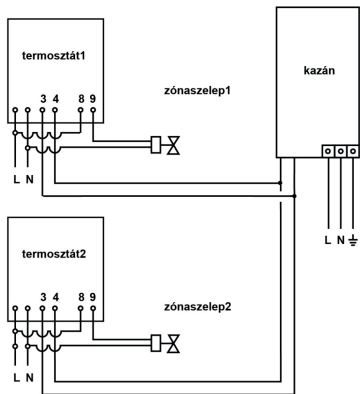 termosztát1
kazán
3 4 8 9
zónaszelep1
L N
L N
termosztát2
3 4 8 9
zónaszelep2
L N